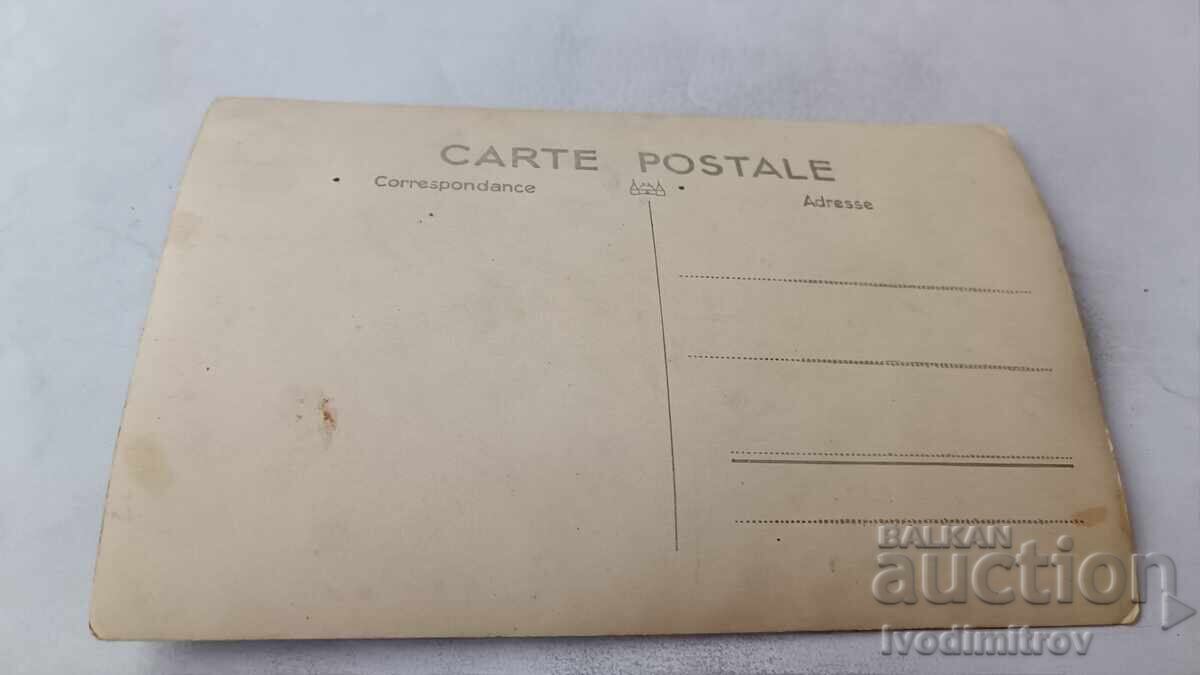 CARTE POSTALE
Correspondance
Adresse
BALKAN
auction
Ivodimitrov